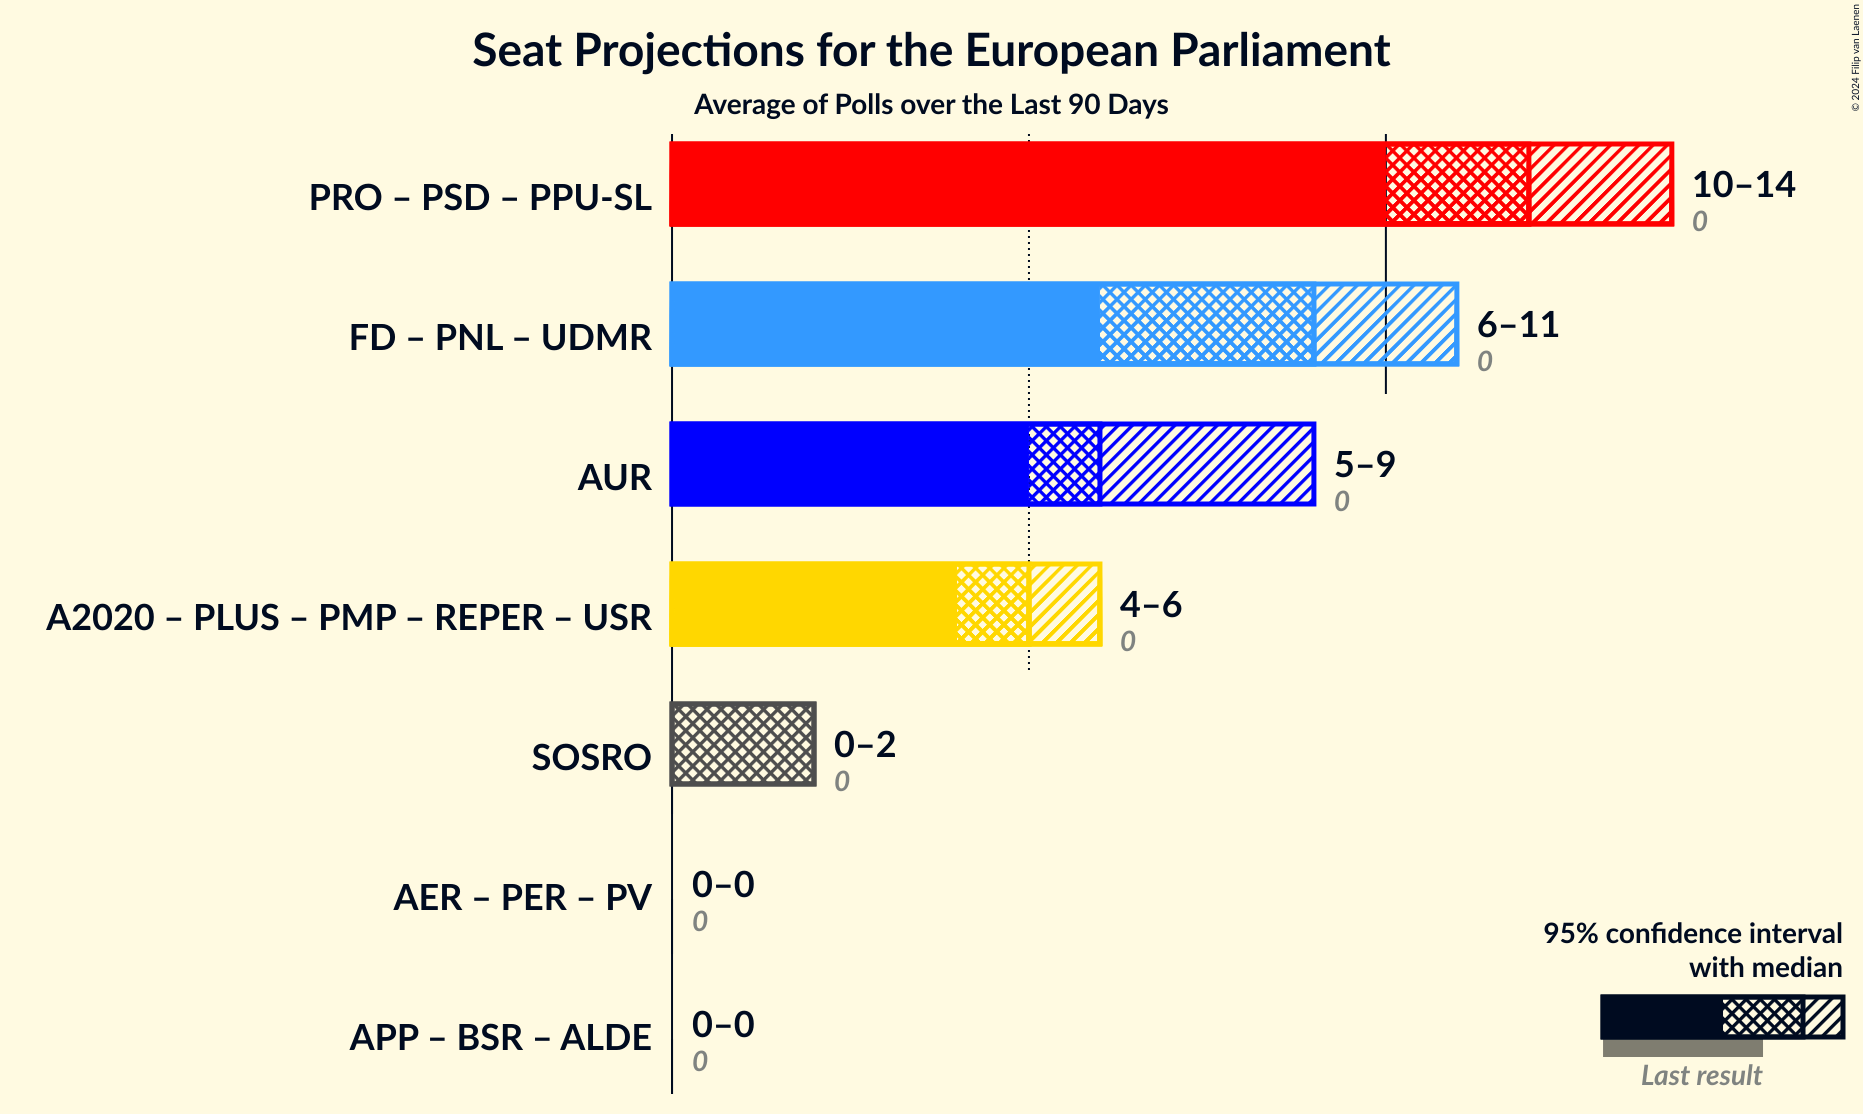 Seat Projections for the European Parliament
Average of Polls over the Last 90 Days
© 2024 Filip van Laenen
PRO – PSD – PPU-SL
10–14
0
FD – PNL – UDMR
6–11
0
AUR
5–9
0
A2020 – PLUS – PMP – REPER – USR
4–6
0
SOSRO
0–2
0
AER – PER – PV
0–0
0
APP – BSR – ALDE
0–0
0
95% confidence interval
with median
Last result